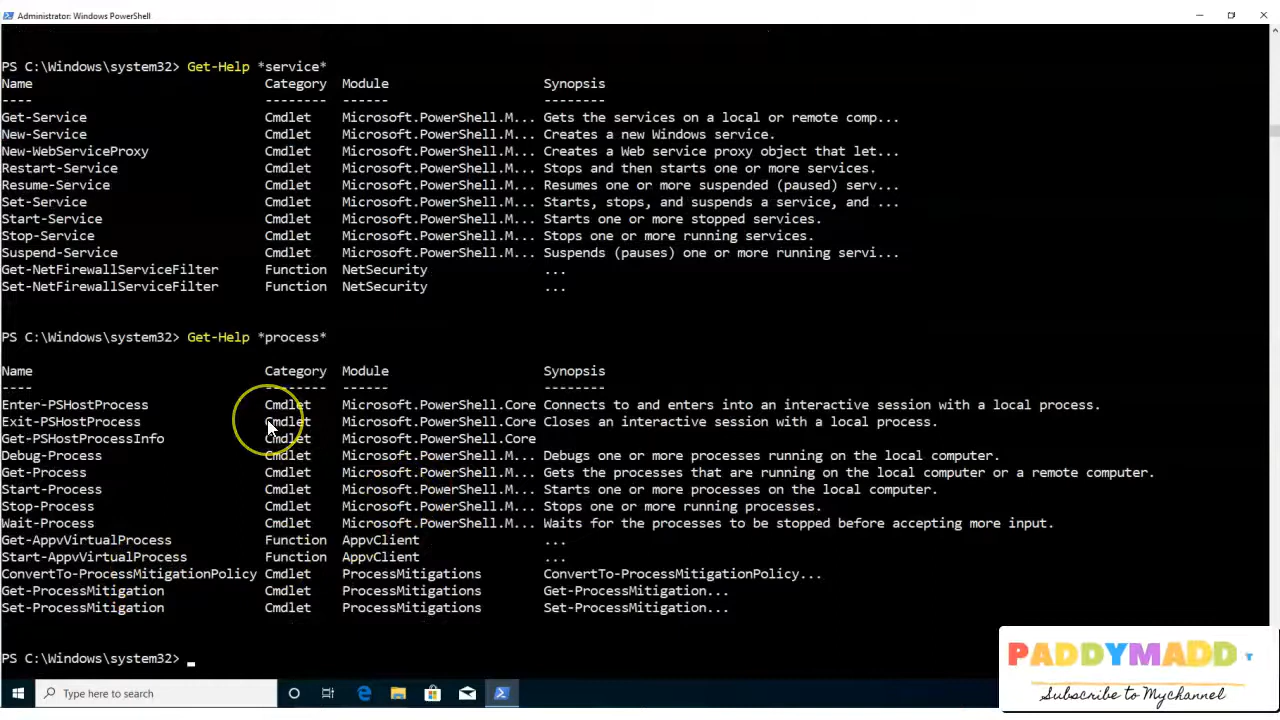 Administrator: Windows PowerShell
PS C:\Windows\system32> Get-Help *service*
Name Category Module Synopsis
---- -------- ------ --------
Get-Service Cmdlet Microsoft.PowerShell.M... Gets the services on a local or remote comp...
New-Service Cmdlet Microsoft.PowerShell.M... Creates a new Windows service.
New-WebServiceProxy Cmdlet Microsoft.PowerShell.M... Creates a Web service proxy object that let...
Restart-Service Cmdlet Microsoft.PowerShell.M... Stops and then starts one or more services.
Resume-Service Cmdlet Microsoft.PowerShell.M... Resumes one or more suspended (paused) serv...
Set-Service Cmdlet Microsoft.PowerShell.M... Starts, stops, and suspends a service, and ...
Start-Service Cmdlet Microsoft.PowerShell.M... Starts one or more stopped services.
Stop-Service Cmdlet Microsoft.PowerShell.M... Stops one or more running services.
Suspend-Service Cmdlet Microsoft.PowerShell.M... Suspends (pauses) one or more running servi...
Get-NetFirewallServiceFilter Function NetSecurity ...
Set-NetFirewallServiceFilter Function NetSecurity ...
PS C:\Windows\system32> Get-Help *process*
Name Category Module Synopsis
---- -------- ------ --------
Enter-PSHostProcess Cmdlet Microsoft.PowerShell.Core Connects to and enters into an interactive session with a local process.
Exit-PSHostProcess Cmdlet Microsoft.PowerShell.Core Closes an interactive session with a local process.
Get-PSHostProcessInfo Cmdlet Microsoft.PowerShell.Core
Debug-Process Cmdlet Microsoft.PowerShell.M... Debugs one or more processes running on the local computer.
Get-Process Cmdlet Microsoft.PowerShell.M... Gets the processes that are running on the local computer or a remote computer.
Start-Process Cmdlet Microsoft.PowerShell.M... Starts one or more processes on the local computer.
Stop-Process Cmdlet Microsoft.PowerShell.M... Stops one or more running processes.
Wait-Process Cmdlet Microsoft.PowerShell.M... Waits for the processes to be stopped before accepting more input.
Get-AppvVirtualProcess Function AppvClient ...
Start-AppvVirtualProcess Function AppvClient ...
ConvertTo-ProcessMitigationPolicy Cmdlet ProcessMitigations ConvertTo-ProcessMitigationPolicy...
Get-ProcessMitigation Cmdlet ProcessMitigations Get-ProcessMitigation...
Set-ProcessMitigation Cmdlet ProcessMitigations Set-ProcessMitigation...
PS C:\Windows\system32>
Type here to search
PADDYMADD
Subscribe to Mychannel